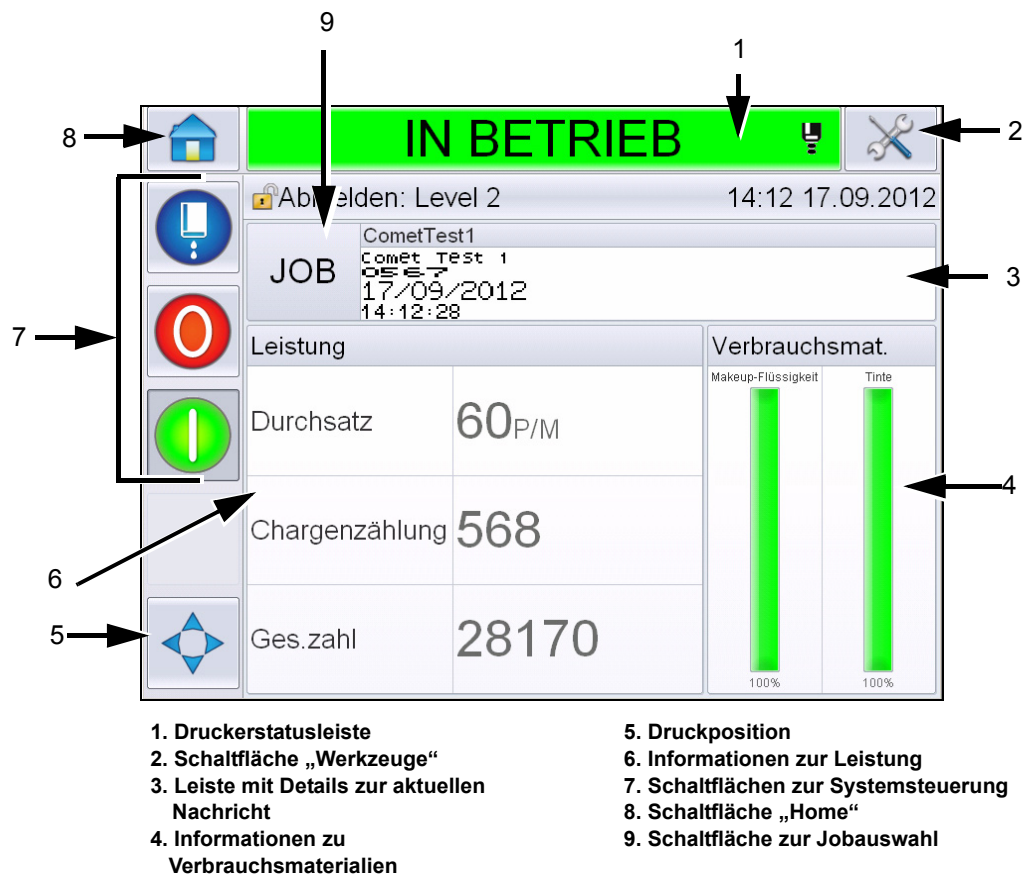 9
1
8
IN BETRIEB
2
Abmelden: Level 2
14:12 17.09.2012
CometTest1
JOB
Comet Test 1
0567
17/09/2012
14:12:28
3
7
Leistung
Verbrauchsmat.
Makeup-Flüssigkeit
Tinte
Durchsatz
60P/M
4
Chargenzählung
568
6
5
Ges.zahl
28170
100%
100%
1. Druckerstatusleiste
2. Schaltfläche „Werkzeuge“
3. Leiste mit Details zur aktuellen
Nachricht
4. Informationen zu
Verbrauchsmaterialien
5. Druckposition
6. Informationen zur Leistung
7. Schaltflächen zur Systemsteuerung
8. Schaltfläche „Home“
9. Schaltfläche zur Jobauswahl